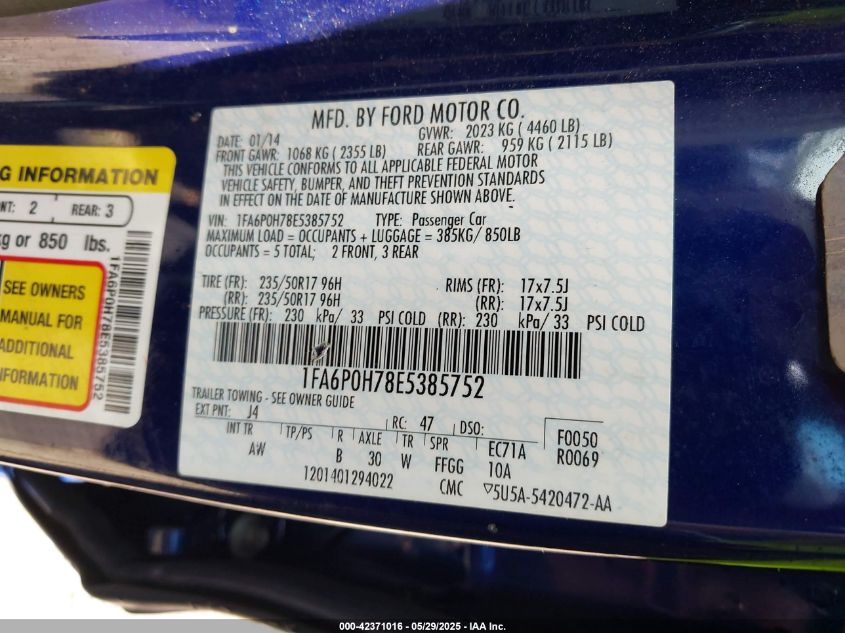 MFD. BY FORD MOTOR CO.
DATE: 01/14 GVWR: 2023 KG ( 4460 LB)
FRONT GAWR: 1068 KG ( 2355 LB) REAR GAWR: 959 KG ( 2115 LB)
THIS VEHICLE CONFORMS TO ALL APPLICABLE FEDERAL MOTOR
VEHICLE SAFETY, BUMPER, AND THEFT PREVENTION STANDARDS
IN EFFECT ON THE DATE OF MANUFACTURE SHOWN ABOVE.
VIN: 1FA6P0H78E5385752 TYPE: Passenger Car
MAXIMUM LOAD = OCCUPANTS + LUGGAGE = 385KG/ 850LB
OCCUPANTS = 5 TOTAL; 2 FRONT, 3 REAR
TIRE (FR): 235/50R17 96H RIMS (FR): 17x7.5J
(RR): 235/50R17 96H (RR): 17x7.5J
PRESSURE (FR): 230 kPa/ 33 PSI COLD (RR): 230 kPa/ 33 PSI COLD
1FA6P0H78E5385752
TRAILER TOWING - SEE OWNER GUIDE
EXT PNT: J4 RC: 47 DSO: F0050
INT TR TP/PS R AXLE TR SPR EC71A R0069
AW B 30 W FFGG 10A
1201401294022 CMC ▽5U5A-5420472-AA
INFORMATION
2 REAR: 3
or 850 lbs.
SEE OWNERS
MANUAL FOR
ADDITIONAL
INFORMATION
1FA6P0H78E5385752
000-42371016 - 05/29/2025 - IAA Inc.